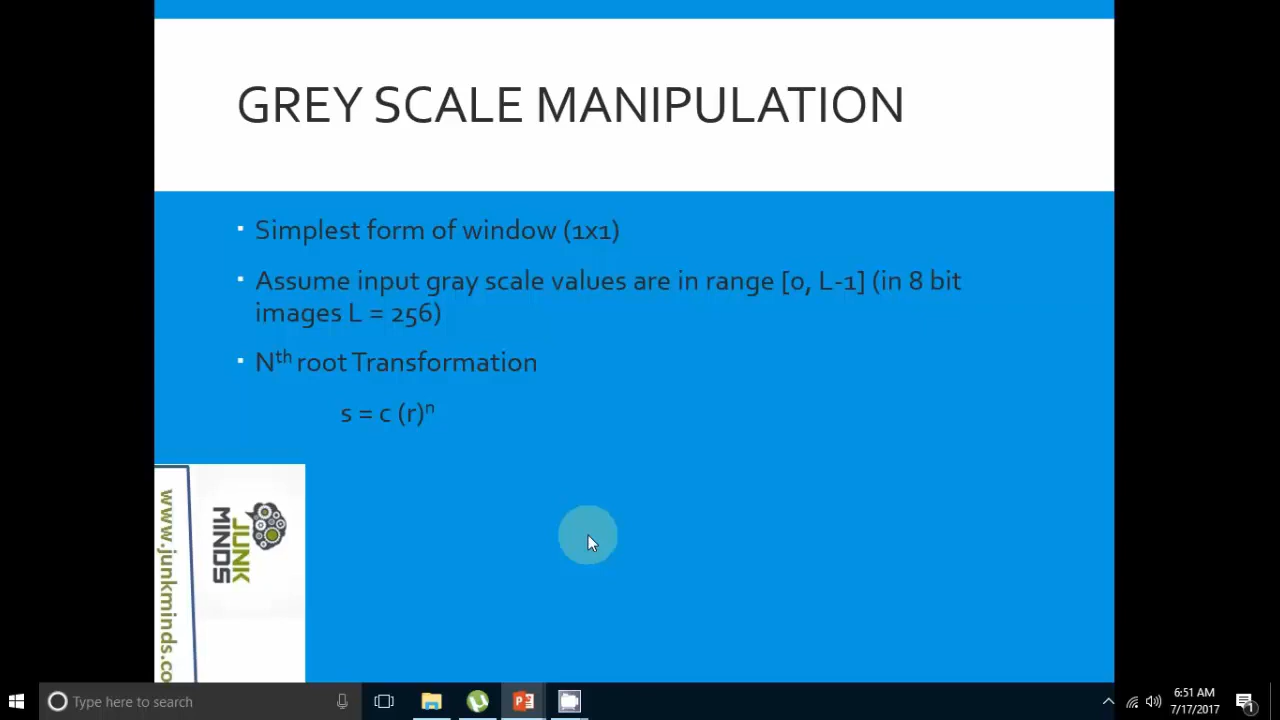 GREY SCALE MANIPULATION
▪ Simplest form of window (1x1)
▪ Assume input gray scale values are in range [0, L-1] (in 8 bit
images L = 256)
▪ Nth root Transformation
s = c (r)n
www.junkminds.co
JUNK
MINDS
Type here to search
6:51 AM
7/17/2017
1